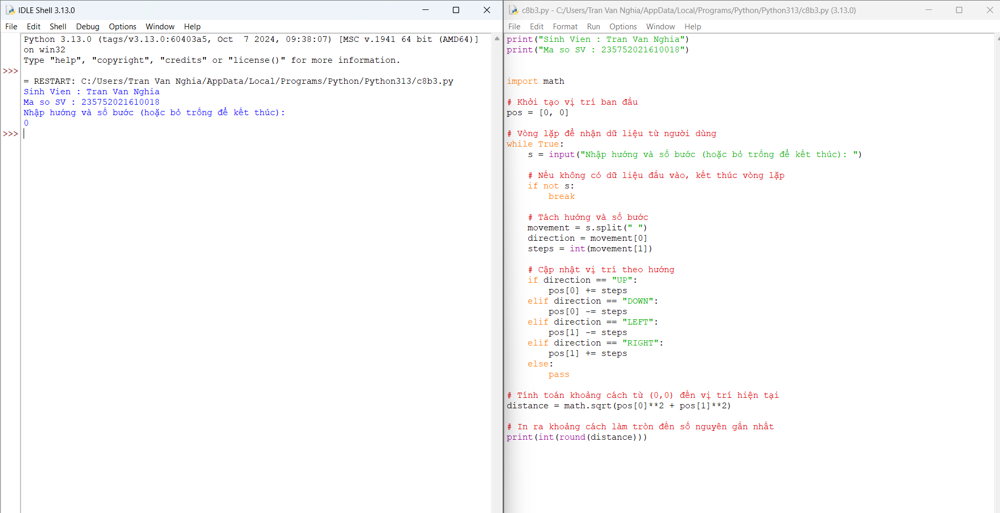 IDLE Shell 3.13.0
File Edit Shell Debug Options Window Help
Python 3.13.0 (tags/v3.13.0:60403a5, Oct  7 2024, 09:38:07) [MSC v.1941 64 bit (AMD64)]
on win32
Type "help", "copyright", "credits" or "license()" for more information.
>>>
= RESTART: C:/Users/Tran Van Nghia/AppData/Local/Programs/Python/Python313/c8b3.py
Sinh Vien : Tran Van Nghia
Ma so SV : 235752021610018
Nhập hướng và số bước (hoặc bỏ trống để kết thúc):
0
>>>
c8b3.py - C:/Users/Tran Van Nghia/AppData/Local/Programs/Python/Python313/c8b3.py (3.13.0)
File Edit Format Run Options Window Help
print("Sinh Vien : Tran Van Nghia")
print("Ma so SV : 235752021610018")
import math
# Khởi tạo vị trí ban đầu
pos = [0, 0]
# Vòng lặp để nhận dữ liệu từ người dùng
while True:
    s = input("Nhập hướng và số bước (hoặc bỏ trống để kết thúc): ")
    # Nếu không có dữ liệu đầu vào, kết thúc vòng lặp
    if not s:
        break
    # Tách hướng và số bước
    movement = s.split(" ")
    direction = movement[0]
    steps = int(movement[1])
    # Cập nhật vị trí theo hướng
    if direction == "UP":
        pos[0] += steps
    elif direction == "DOWN":
        pos[0] -= steps
    elif direction == "LEFT":
        pos[1] -= steps
    elif direction == "RIGHT":
        pos[1] += steps
    else:
        pass
# Tính toán khoảng cách từ (0,0) đến vị trí hiện tại
distance = math.sqrt(pos[0]**2 + pos[1]**2)
# In ra khoảng cách làm tròn đến số nguyên gần nhất
print(int(round(distance)))